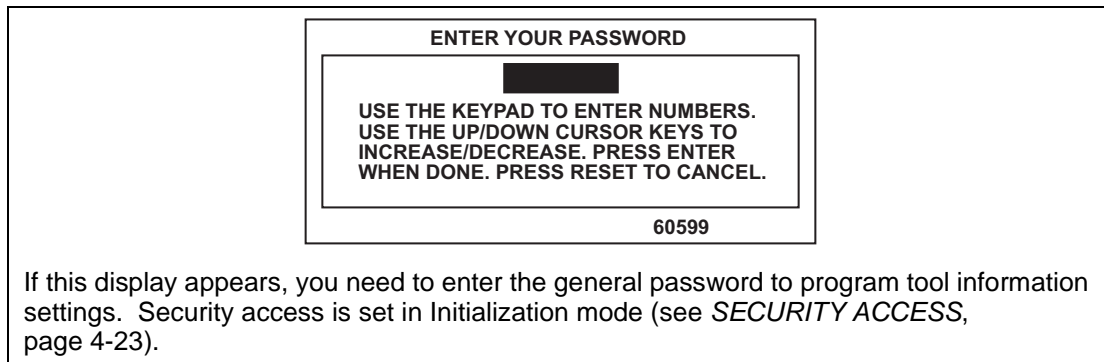 ENTER YOUR PASSWORD
USE THE KEYPAD TO ENTER NUMBERS.
USE THE UP/DOWN CURSOR KEYS TO
INCREASE/DECREASE. PRESS ENTER
WHEN DONE. PRESS RESET TO CANCEL.
60599
If this display appears, you need to enter the general password to program tool information
settings. Security access is set in Initialization mode (see SECURITY ACCESS,
page 4-23).